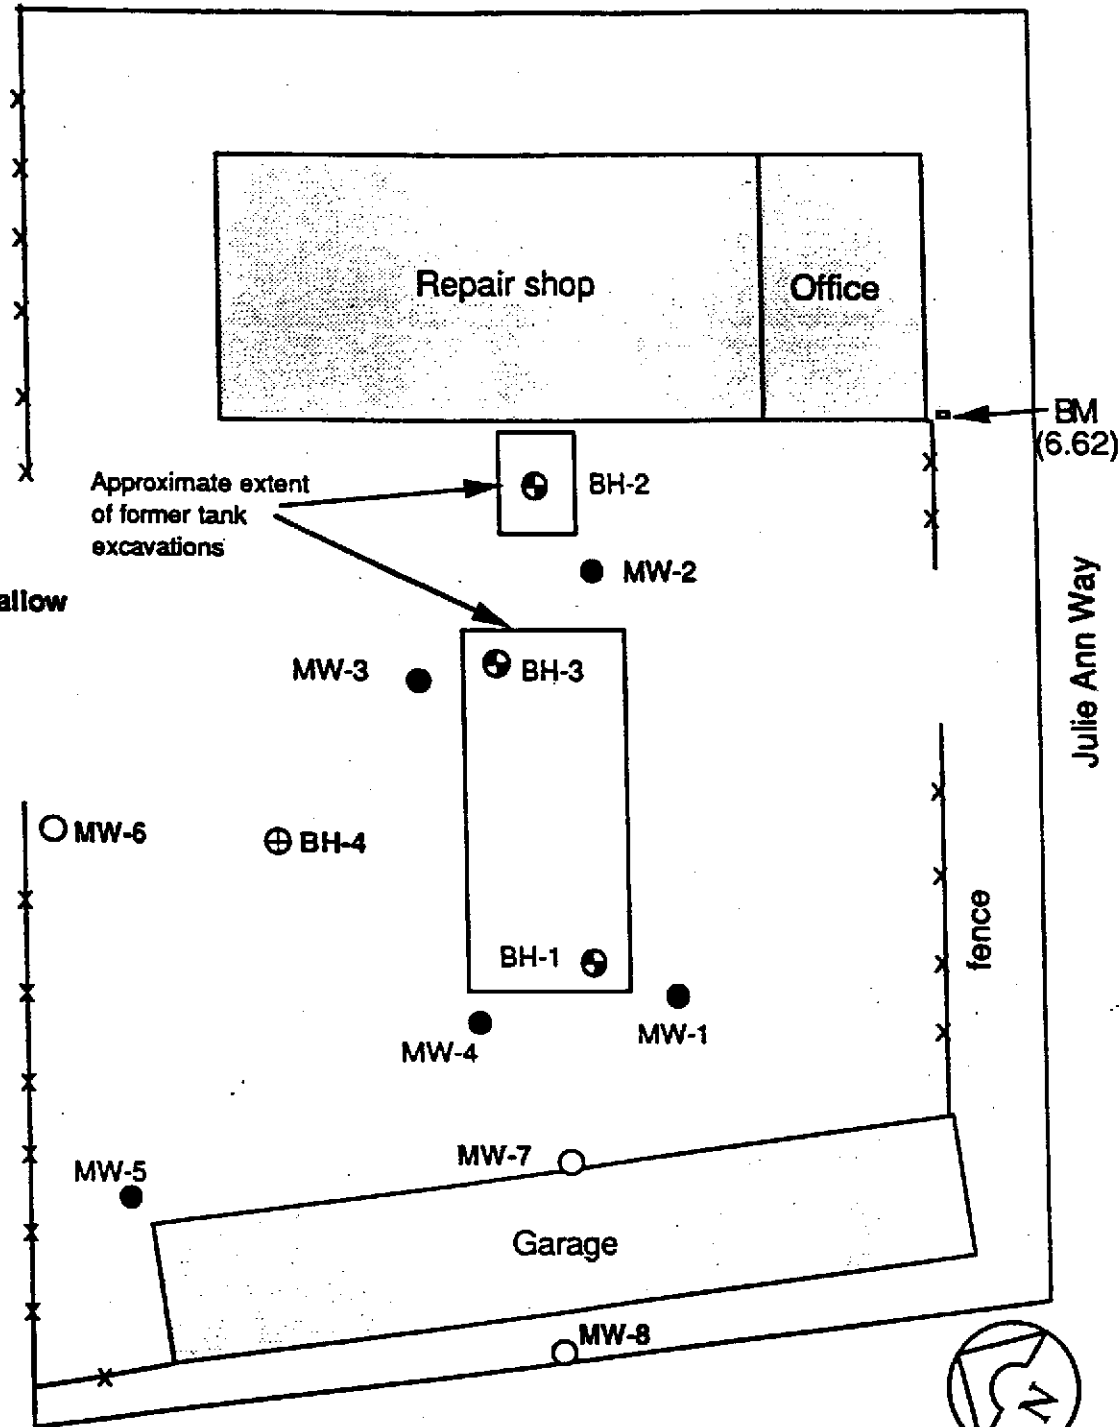 Repair shop
Office
BM
(6.62)
Approximate extent
of former tank
excavations
BH-2
MW-2
allow
MW-3
BH-3
Julie Ann Way
MW-6
BH-4
fence
BH-1
MW-4
MW-1
MW-7
MW-5
Garage
MW-8
N